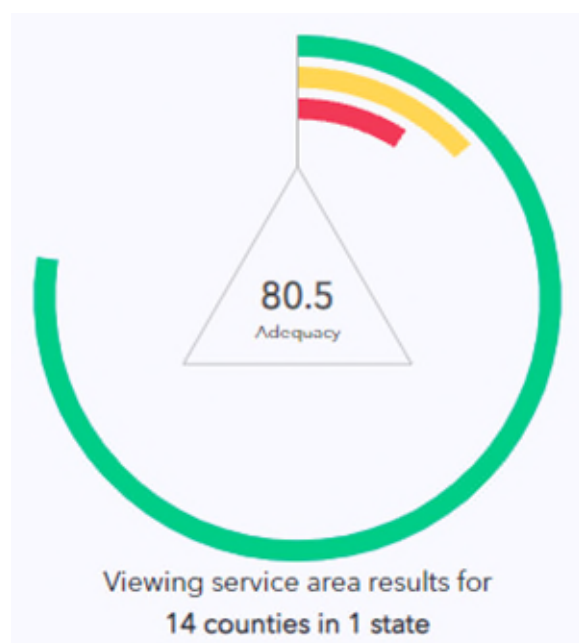 80.5
Adequacy
Viewing service area results for
14 counties in 1 state